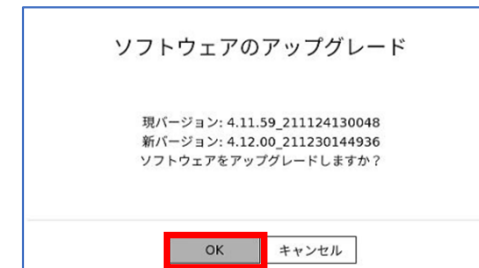 ソフトウェアのアップグレード
現バージョン: 4.11.59_211124130048
新バージョン: 4.12.00_211230144936
ソフトウェアをアップグレードしますか？
OK
キャンセル